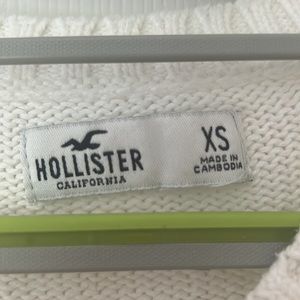 HOLLISTER
CALIFORNIA
XS
MADE IN
CAMBODIA